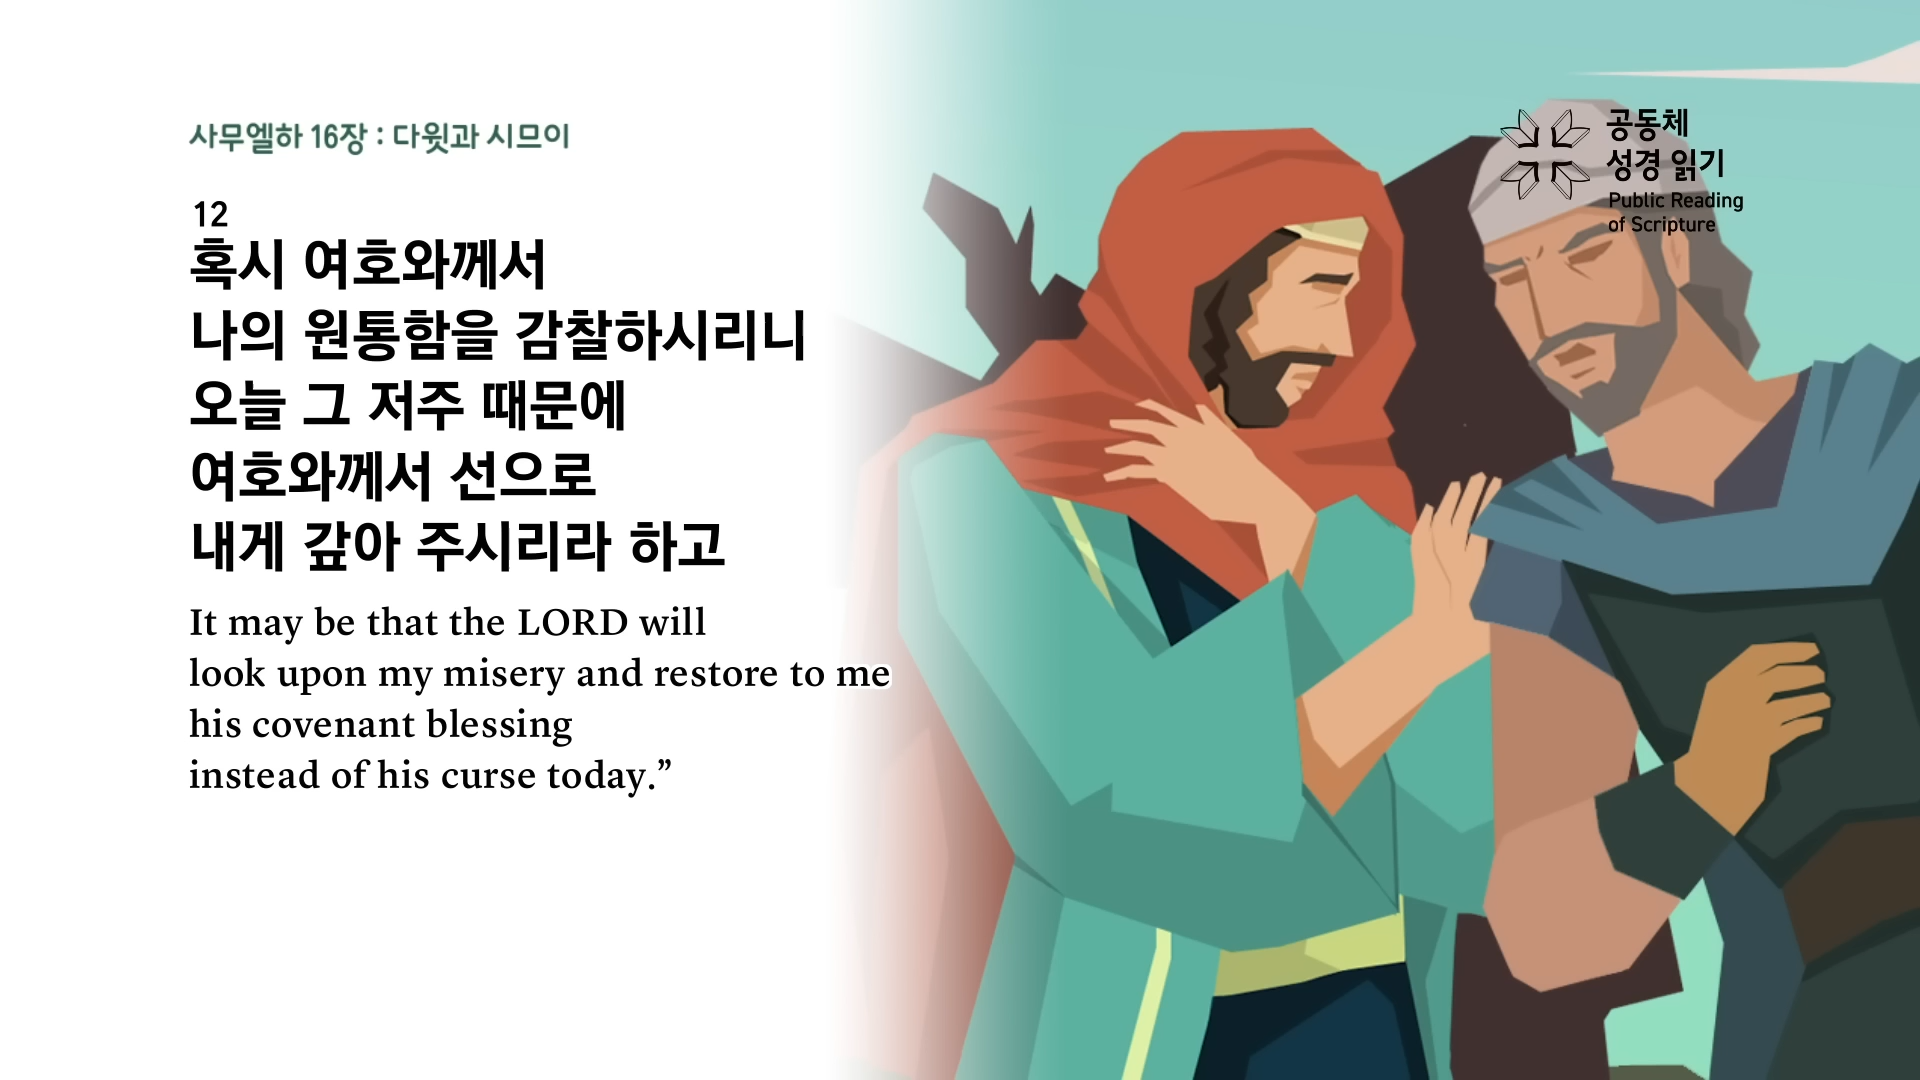 사무엘하 16장 : 다윗과 시므이
12
혹시 여호와께서
나의 원통함을 감찰하시리니
오늘 그 저주 때문에
여호와께서 선으로
내게 갚아 주시리라 하고
It may be that the LORD will
look upon my misery and restore to me
his covenant blessing
instead of his curse today.”
공동체
성경 읽기
Public Reading
of Scripture